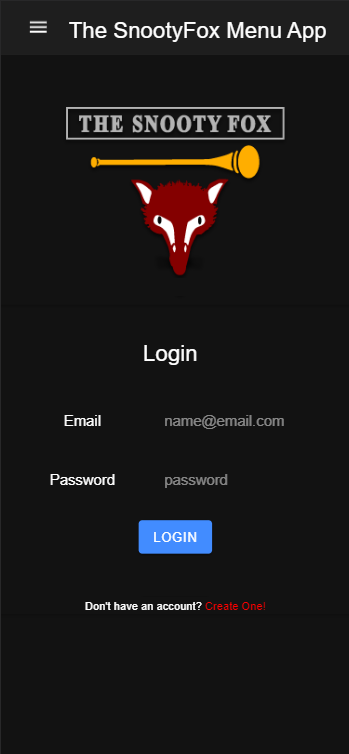 The SnootyFox Menu App
THE SNOOTY FOX
Login
Email name@email.com
Password password
LOGIN
Don't have an account? Create One!